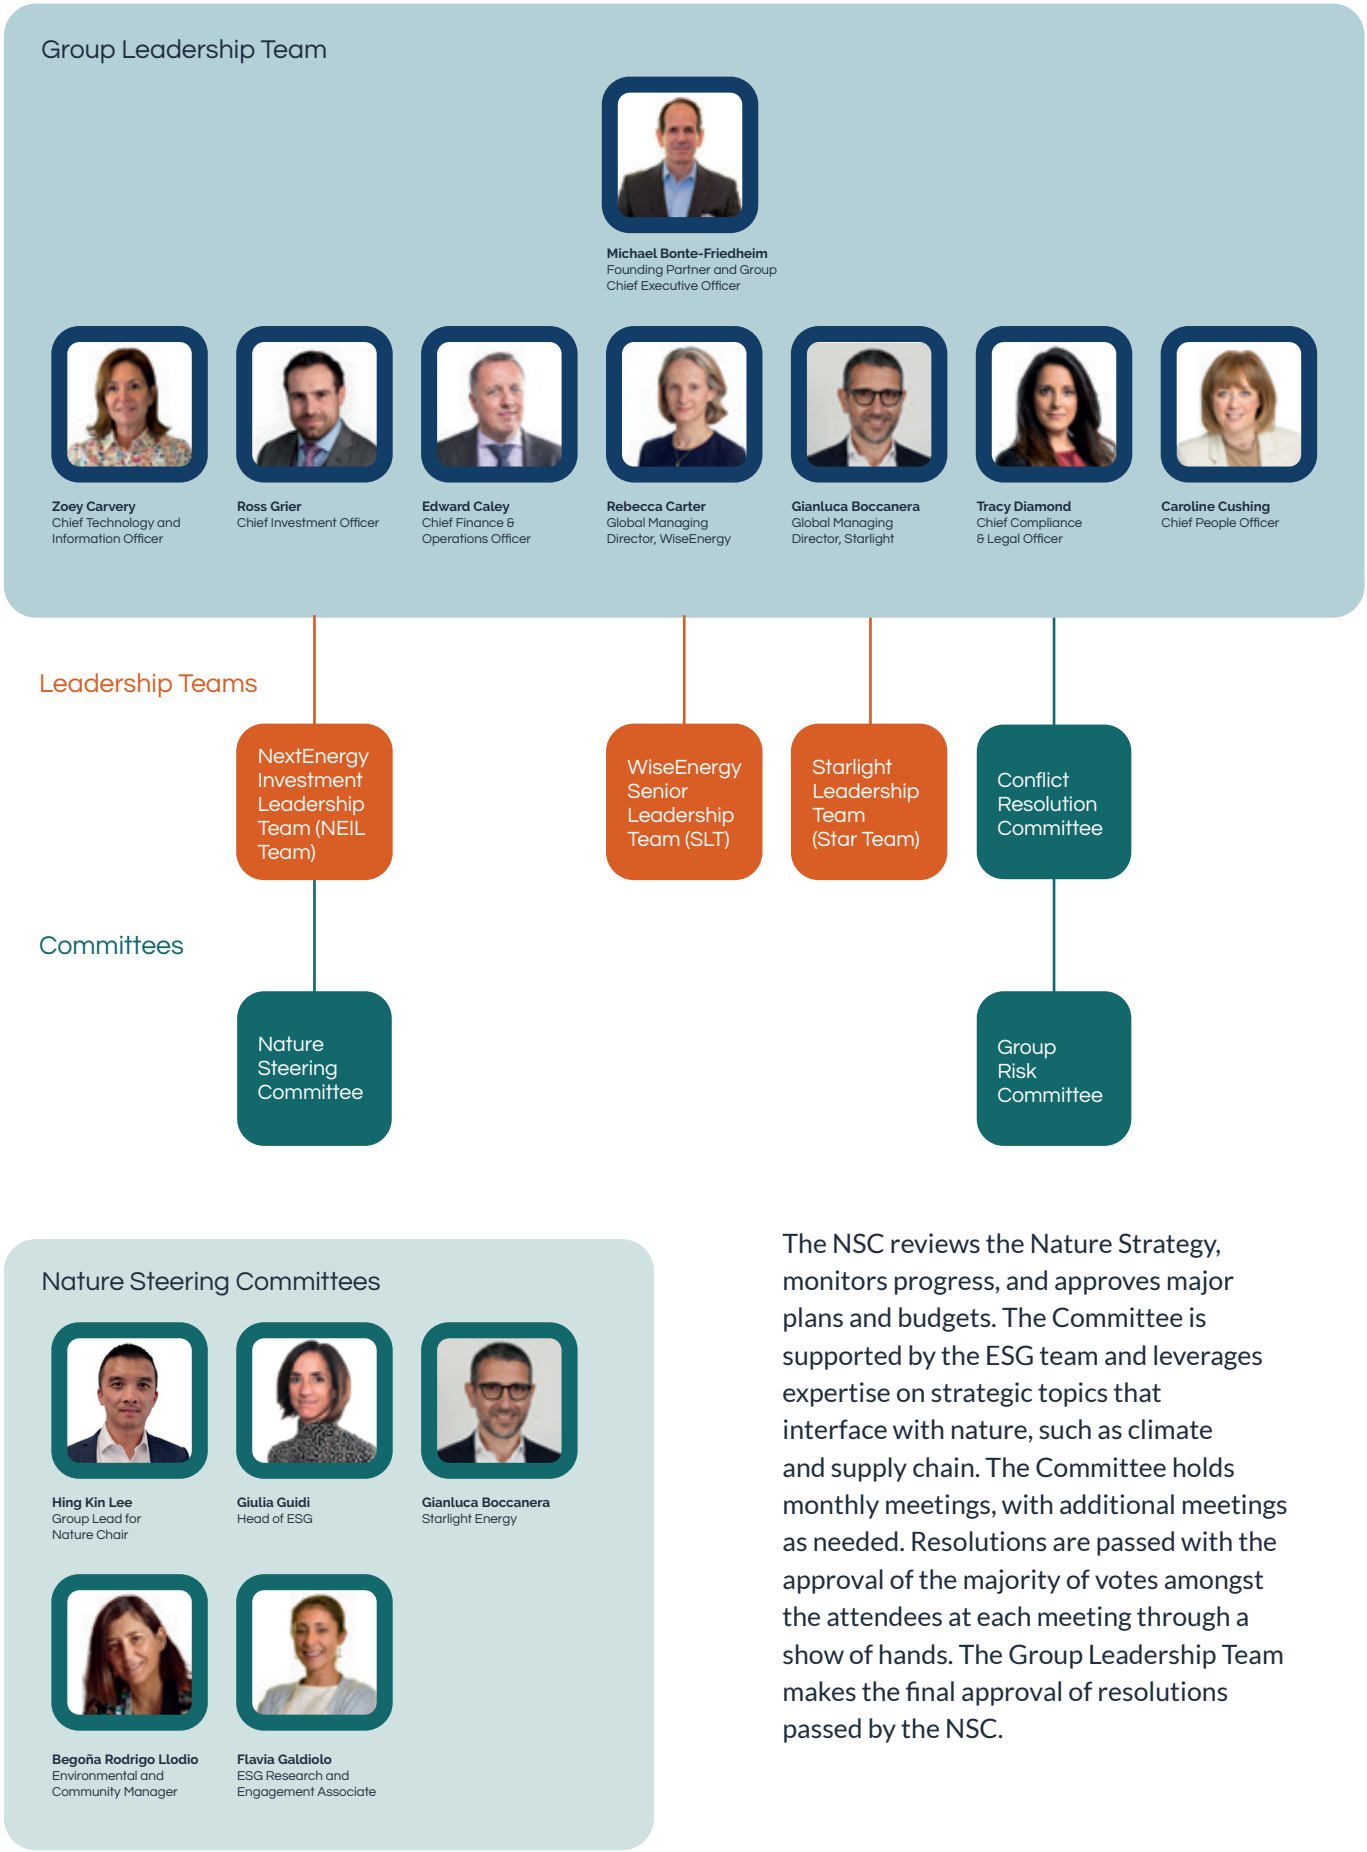 Group Leadership Team
Michael Bonte-Friedheim
Founding Partner and Group
Chief Executive Officer
Zoey Carvery
Chief Technology and
Information Officer
Ross Grier
Chief Investment Officer
Edward Caley
Chief Finance &
Operations Officer
Rebecca Carter
Global Managing
Director, WiseEnergy
Gianluca Boccanera
Global Managing
Director, Starlight
Tracy Diamond
Chief Compliance
& Legal Officer
Caroline Cushing
Chief People Officer
Leadership Teams
NextEnergy
Investment
Leadership
Team (NEIL
Team)
WiseEnergy
Senior
Leadership
Team (SLT)
Starlight
Leadership
Team
(Star Team)
Conflict
Resolution
Committee
Committees
Nature
Steering
Committee
Group
Risk
Committee
Nature Steering Committees
Hing Kin Lee
Group Lead for
Nature Chair
Giulia Guidi
Head of ESG
Gianluca Boccanera
Starlight Energy
Begoña Rodrigo Llodio
Environmental and
Community Manager
Flavia Galdiolo
ESG Research and
Engagement Associate
The NSC reviews the Nature Strategy,
monitors progress, and approves major
plans and budgets. The Committee is
supported by the ESG team and leverages
expertise on strategic topics that
interface with nature, such as climate
and supply chain. The Committee holds
monthly meetings, with additional meetings
as needed. Resolutions are passed with the
approval of the majority of votes amongst
the attendees at each meeting through a
show of hands. The Group Leadership Team
makes the final approval of resolutions
passed by the NSC.